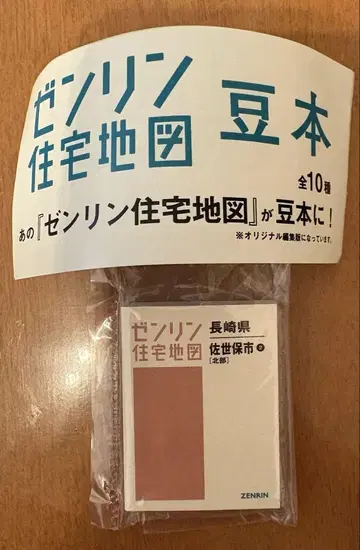 ゼンリン
住宅地図 豆本
全10種
あの『ゼンリン住宅地図』が豆本に！
※オリジナル編集版になっています。
ゼンリン
住宅地図
長崎県
佐世保市②
[北部]
ZENRIN